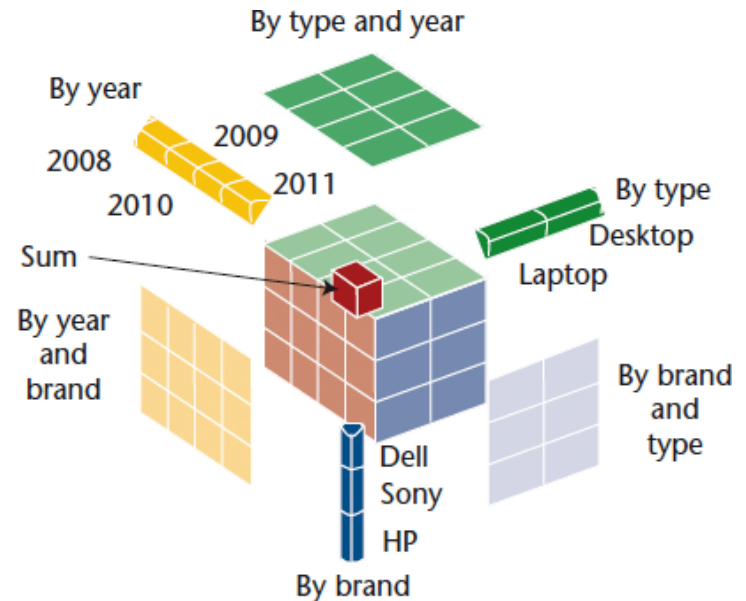 By type and year
By year
2009
2008
2011
2010
By type
Desktop
Laptop
Sum
By year
and
brand
By brand
and
type
Dell
Sony
HP
By brand